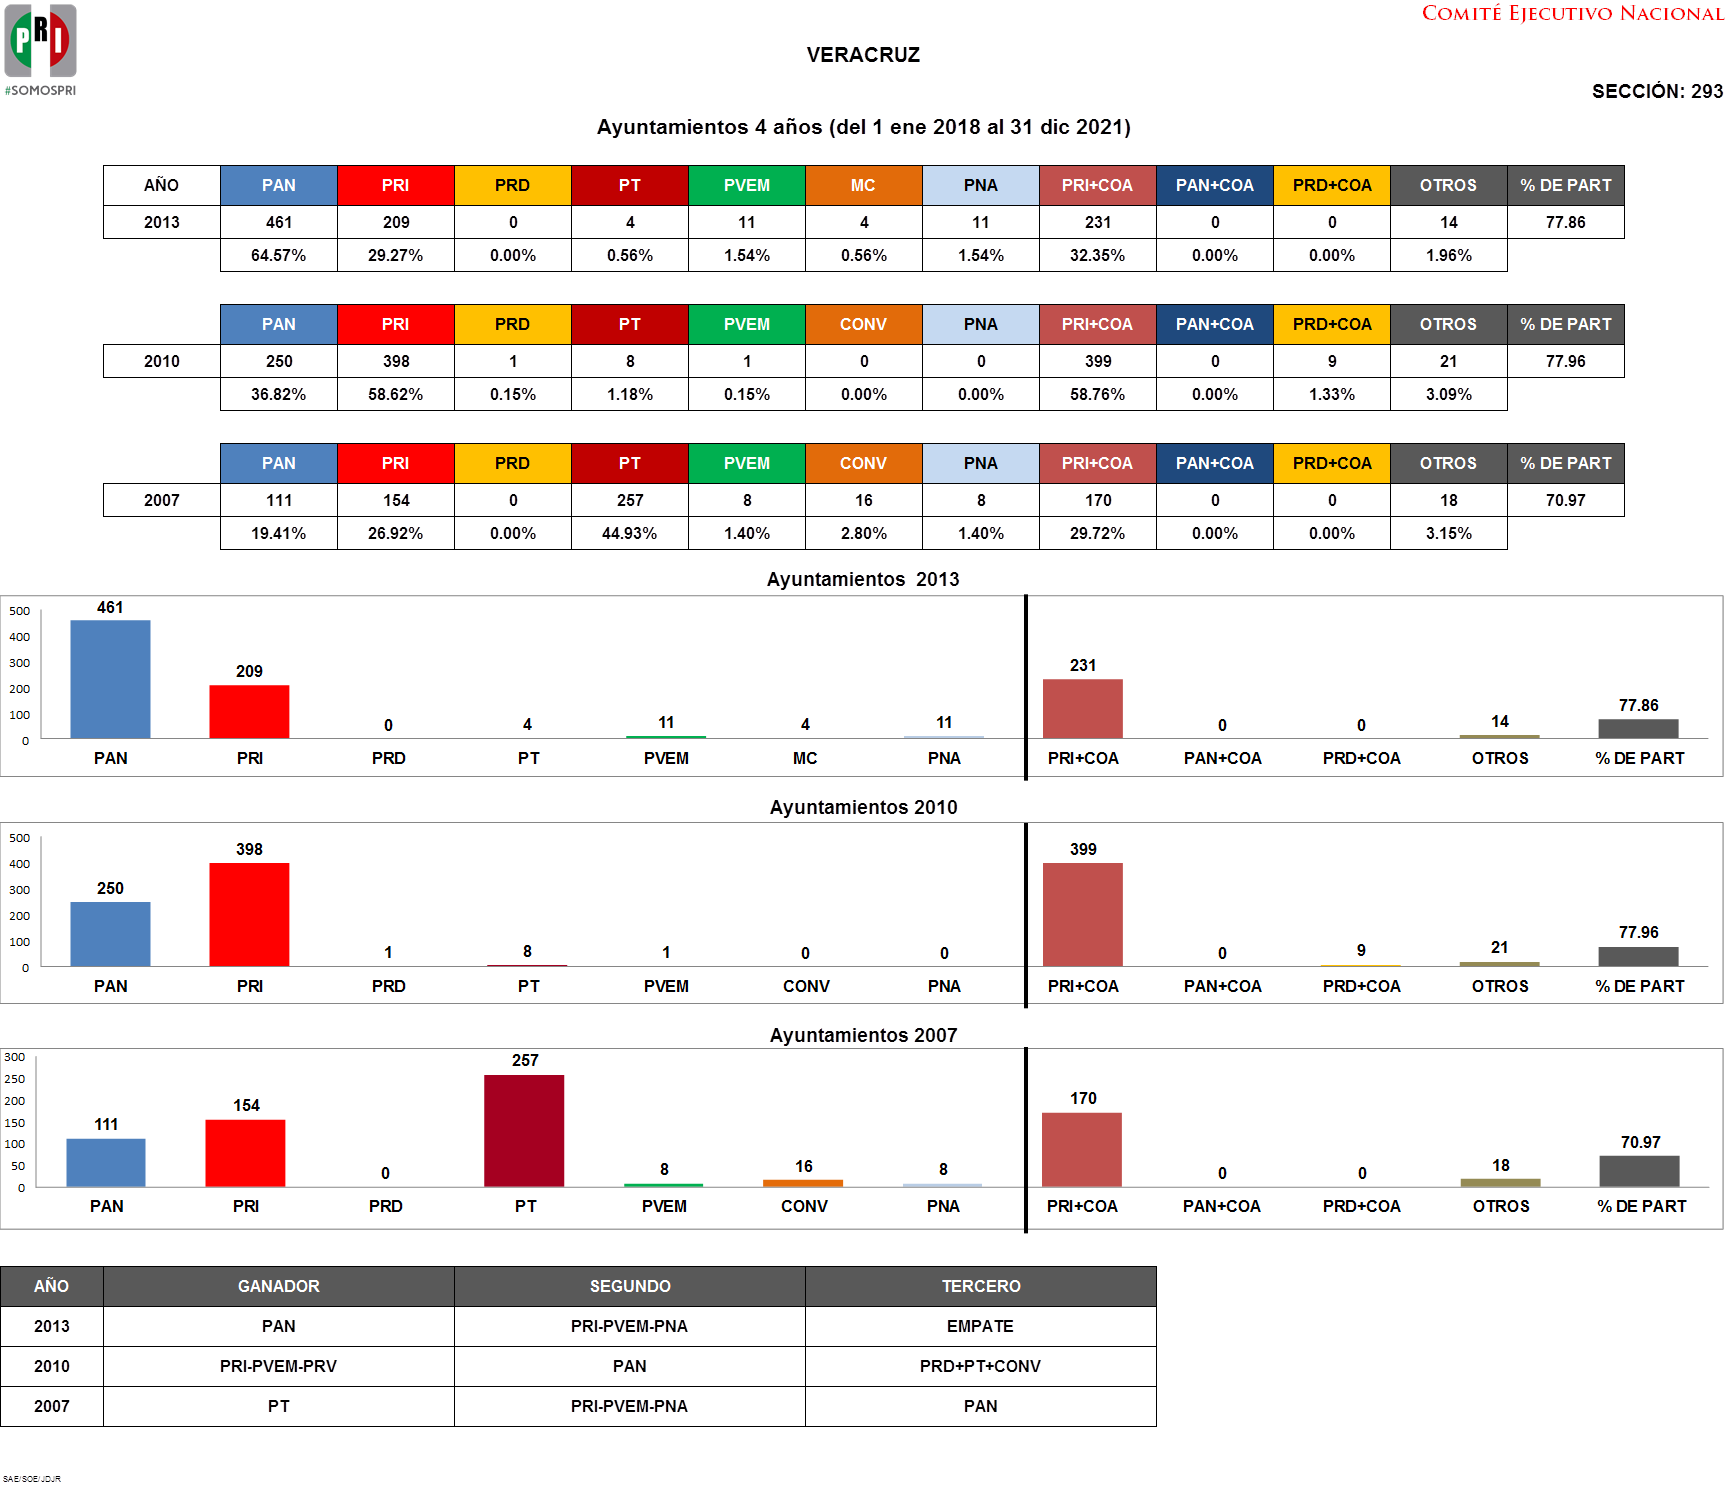 PRI
#SOMOSPRI
COMITÉ EJECUTIVO NACIONAL
VERACRUZ
SECCIÓN: 293
Ayuntamientos 4 años (del 1 ene 2018 al 31 dic 2021)
AÑO PAN PRI PRD PT PVEM MC PNA PRI+COA PAN+COA PRD+COA OTROS % DE PART
2013 461 209 0 4 11 4 11 231 0 0 14 77.86
64.57% 29.27% 0.00% 0.56% 1.54% 0.56% 1.54% 32.35% 0.00% 0.00% 1.96%
PAN PRI PRD PT PVEM CONV PNA PRI+COA PAN+COA PRD+COA OTROS % DE PART
2010 250 398 1 8 1 0 0 399 0 9 21 77.96
36.82% 58.62% 0.15% 1.18% 0.15% 0.00% 0.00% 58.76% 0.00% 1.33% 3.09%
PAN PRI PRD PT PVEM CONV PNA PRI+COA PAN+COA PRD+COA OTROS % DE PART
2007 111 154 0 257 8 16 8 170 0 0 18 70.97
19.41% 26.92% 0.00% 44.93% 1.40% 2.80% 1.40% 29.72% 0.00% 0.00% 3.15%
Ayuntamientos 2013
500
400
300
200
100
0
461 209 0 4 11 4 11 231 0 0 14 77.86
PAN PRI PRD PT PVEM MC PNA PRI+COA PAN+COA PRD+COA OTROS % DE PART
Ayuntamientos 2010
500
400
300
200
100
0
250 398 1 8 1 0 0 399 0 9 21 77.96
PAN PRI PRD PT PVEM CONV PNA PRI+COA PAN+COA PRD+COA OTROS % DE PART
Ayuntamientos 2007
300
250
200
150
100
50
0
111 154 0 257 8 16 8 170 0 0 18 70.97
PAN PRI PRD PT PVEM CONV PNA PRI+COA PAN+COA PRD+COA OTROS % DE PART
AÑO GANADOR SEGUNDO TERCERO
2013 PAN PRI-PVEM-PNA EMPATE
2010 PRI-PVEM-PRV PAN PRD+PT+CONV
2007 PT PRI-PVEM-PNA PAN
SAE/SOE/JDJR